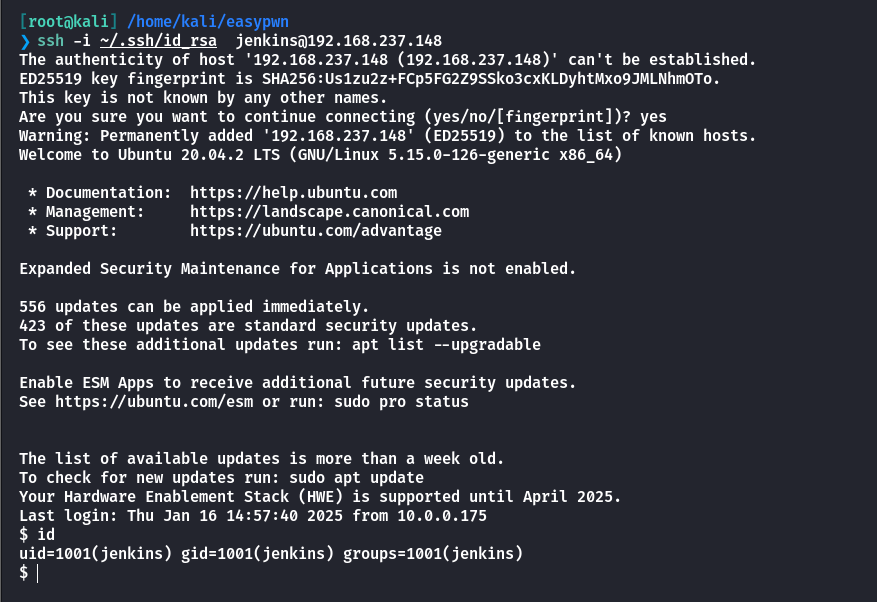 [root@kali] /home/kali/easypwn
❯ ssh -i ~/.ssh/id_rsa  jenkins@192.168.237.148
The authenticity of host '192.168.237.148 (192.168.237.148)' can't be established.
ED25519 key fingerprint is SHA256:Us1zu2z+FCp5FG2Z9SSko3cxKLDyhtMxo9JMLNhmOTo.
This key is not known by any other names.
Are you sure you want to continue connecting (yes/no/[fingerprint])? yes
Warning: Permanently added '192.168.237.148' (ED25519) to the list of known hosts.
Welcome to Ubuntu 20.04.2 LTS (GNU/Linux 5.15.0-126-generic x86_64)

 * Documentation:  https://help.ubuntu.com
 * Management:     https://landscape.canonical.com
 * Support:        https://ubuntu.com/advantage

Expanded Security Maintenance for Applications is not enabled.

556 updates can be applied immediately.
423 of these updates are standard security updates.
To see these additional updates run: apt list --upgradable

Enable ESM Apps to receive additional future security updates.
See https://ubuntu.com/esm or run: sudo pro status


The list of available updates is more than a week old.
To check for new updates run: sudo apt update
Your Hardware Enablement Stack (HWE) is supported until April 2025.
Last login: Thu Jan 16 14:57:40 2025 from 10.0.0.175
$ id
uid=1001(jenkins) gid=1001(jenkins) groups=1001(jenkins)
$